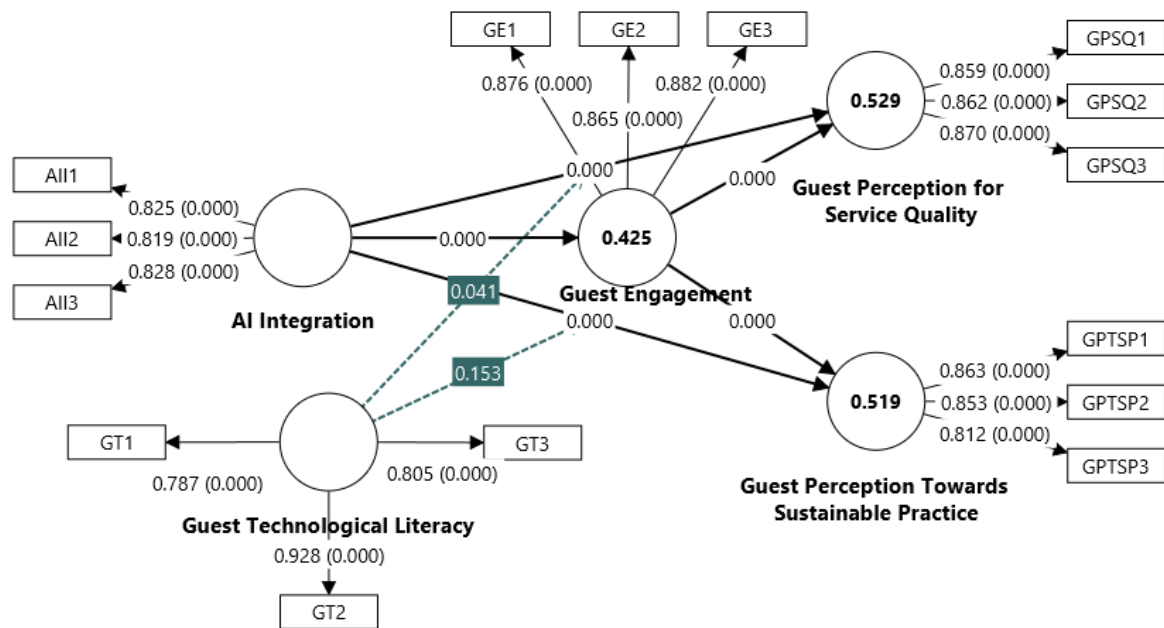 GE1
GE2
GE3
GPSQ1
0.876 (0.000)
0.882 (0.000)
0.859 (0.000)
0.529
0.862 (0.000)
GPSQ2
0.865 (0.000)
0.870 (0.000)
AII1
0.000
GPSQ3
0.000
Guest Perception for
Service Quality
0.825 (0.000)
AII2
0.819 (0.000)
0.000
0.425
0.828 (0.000)
AII3
0.041
Guest Engagement
AI Integration
0.000
0.000
GPTSP1
0.153
0.863 (0.000)
0.519
0.853 (0.000)
GPTSP2
0.812 (0.000)
GT1
GT3
GPTSP3
0.787 (0.000)
0.805 (0.000)
Guest Perception Towards
Sustainable Practice
Guest Technological Literacy
0.928 (0.000)
GT2